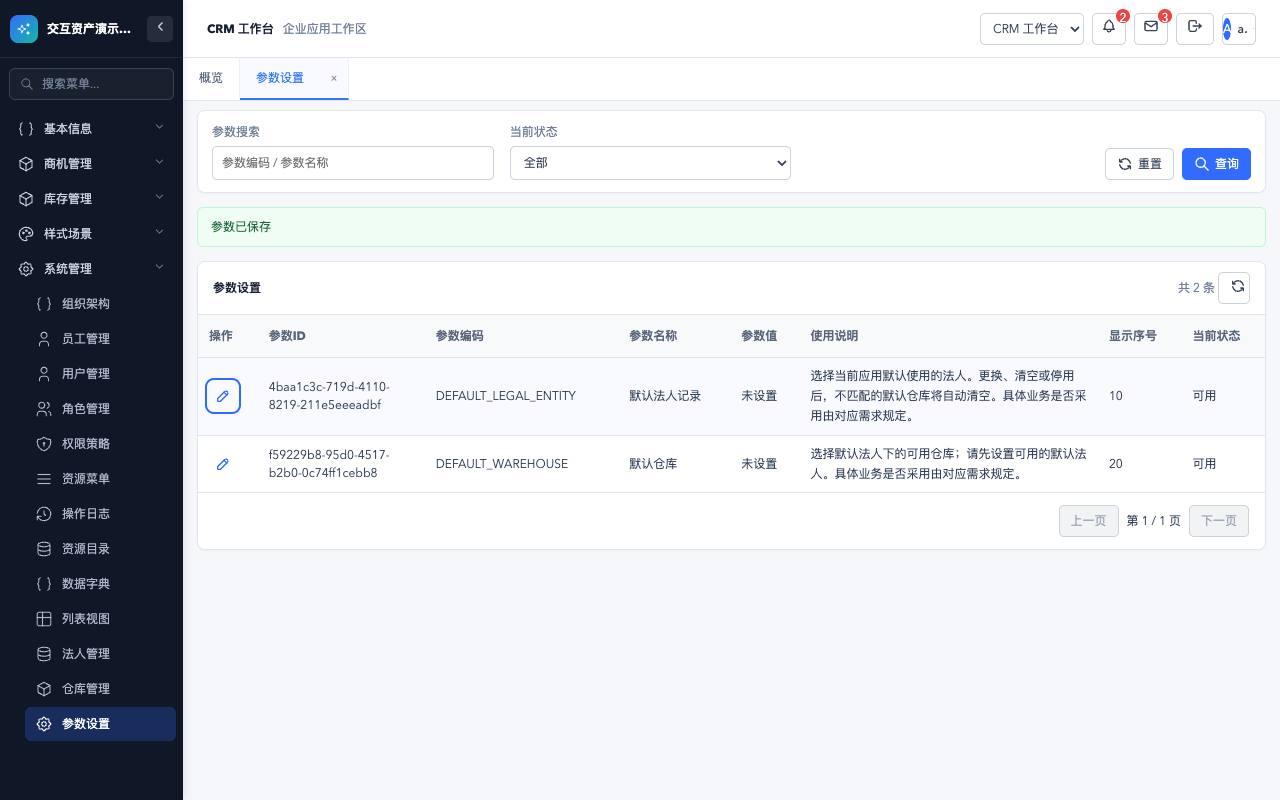 交互资产演示...
CRM 工作台 企业应用工作区
CRM 工作台
2
3
A a.
搜索菜单...
概览
参数设置 ×
基本信息
商机管理
库存管理
样式场景
系统管理
组织架构
员工管理
用户管理
角色管理
权限策略
资源菜单
操作日志
资源目录
数据字典
列表视图
法人管理
仓库管理
参数设置
参数搜索
当前状态
参数编码 / 参数名称
全部
重置
查询
参数已保存
参数设置
共 2 条
操作 参数ID 参数编码 参数名称 参数值 使用说明 显示序号 当前状态
4baa1c3c-719d-4110-
8219-211e5eeeadbf
DEFAULT_LEGAL_ENTITY
默认法人记录
未设置
选择当前应用默认使用的法人。更换、清空或停用
后，不匹配的默认仓库将自动清空。具体业务是否采
用由对应需求规定。
10
可用
f59229b8-95d0-4517-
b2b0-0c74ff1cebb8
DEFAULT_WAREHOUSE
默认仓库
未设置
选择默认法人下的可用仓库；请先设置可用的默认法
人。具体业务是否采用由对应需求规定。
20
可用
上一页 第 1 / 1 页 下一页